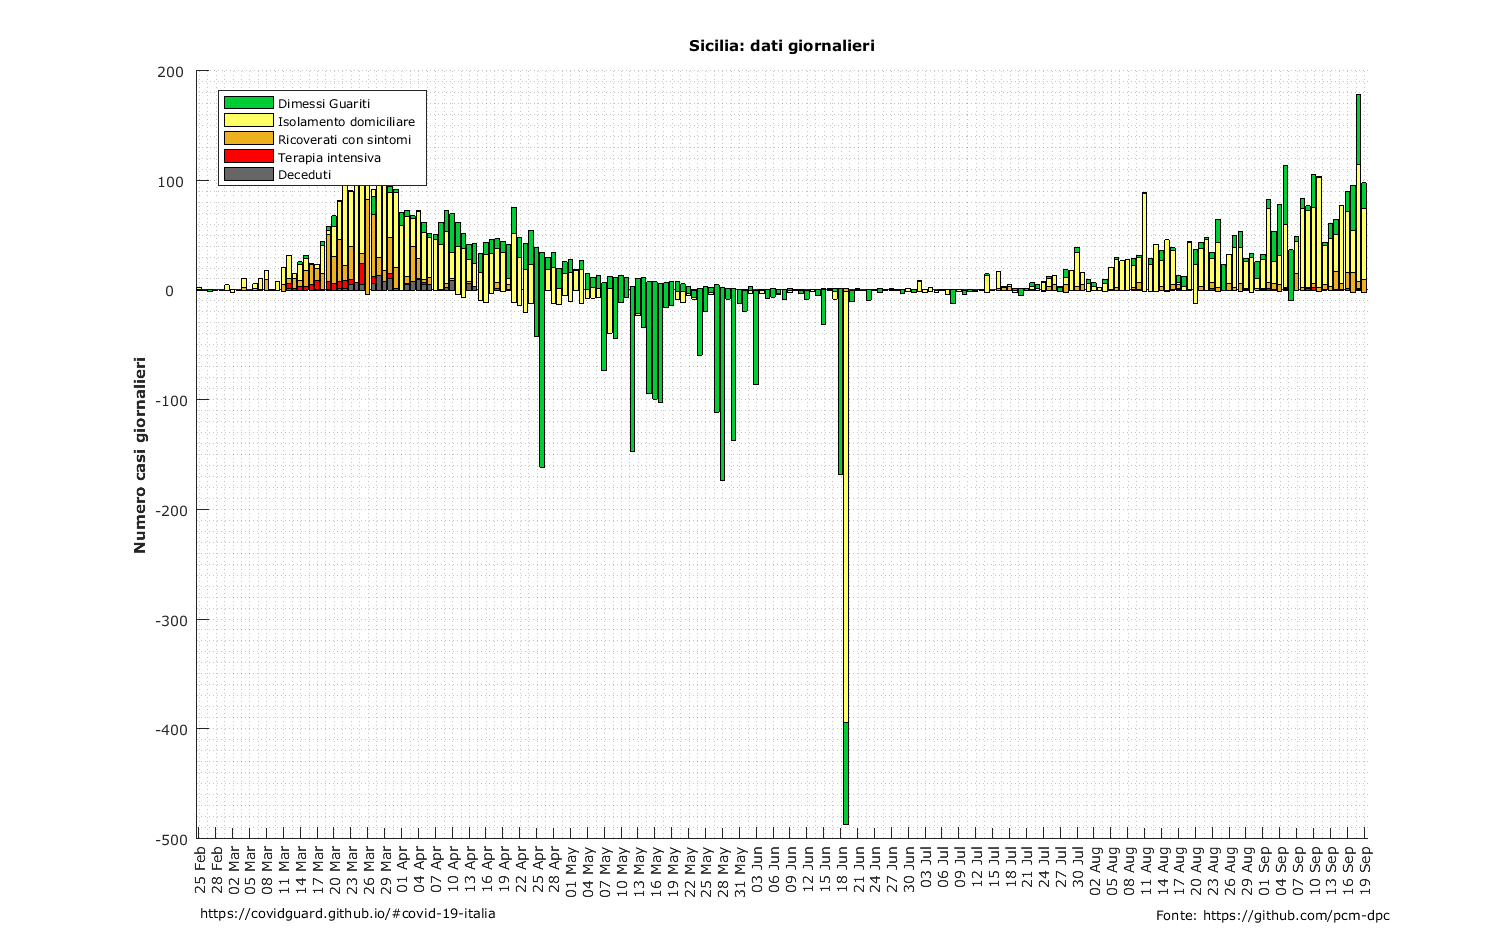 Sicilia: dati giornalieri
200
100
0
-100
-200
-300
-400
-500
Numero casi giornalieri
Dimessi Guariti
Isolamento domiciliare
Ricoverati con sintomi
Terapia intensiva
Deceduti
25 Feb
28 Feb
02 Mar
05 Mar
08 Mar
11 Mar
14 Mar
17 Mar
20 Mar
23 Mar
26 Mar
29 Mar
01 Apr
04 Apr
07 Apr
10 Apr
13 Apr
16 Apr
19 Apr
22 Apr
25 Apr
28 Apr
01 May
04 May
07 May
10 May
13 May
16 May
19 May
22 May
25 May
28 May
31 May
03 Jun
06 Jun
09 Jun
12 Jun
15 Jun
18 Jun
21 Jun
24 Jun
27 Jun
30 Jun
03 Jul
06 Jul
09 Jul
12 Jul
15 Jul
18 Jul
21 Jul
24 Jul
27 Jul
30 Jul
02 Aug
05 Aug
08 Aug
11 Aug
14 Aug
17 Aug
20 Aug
23 Aug
26 Aug
29 Aug
01 Sep
04 Sep
07 Sep
10 Sep
13 Sep
16 Sep
19 Sep
https://covidguard.github.io/#covid-19-italia
Fonte: https://github.com/pcm-dpc